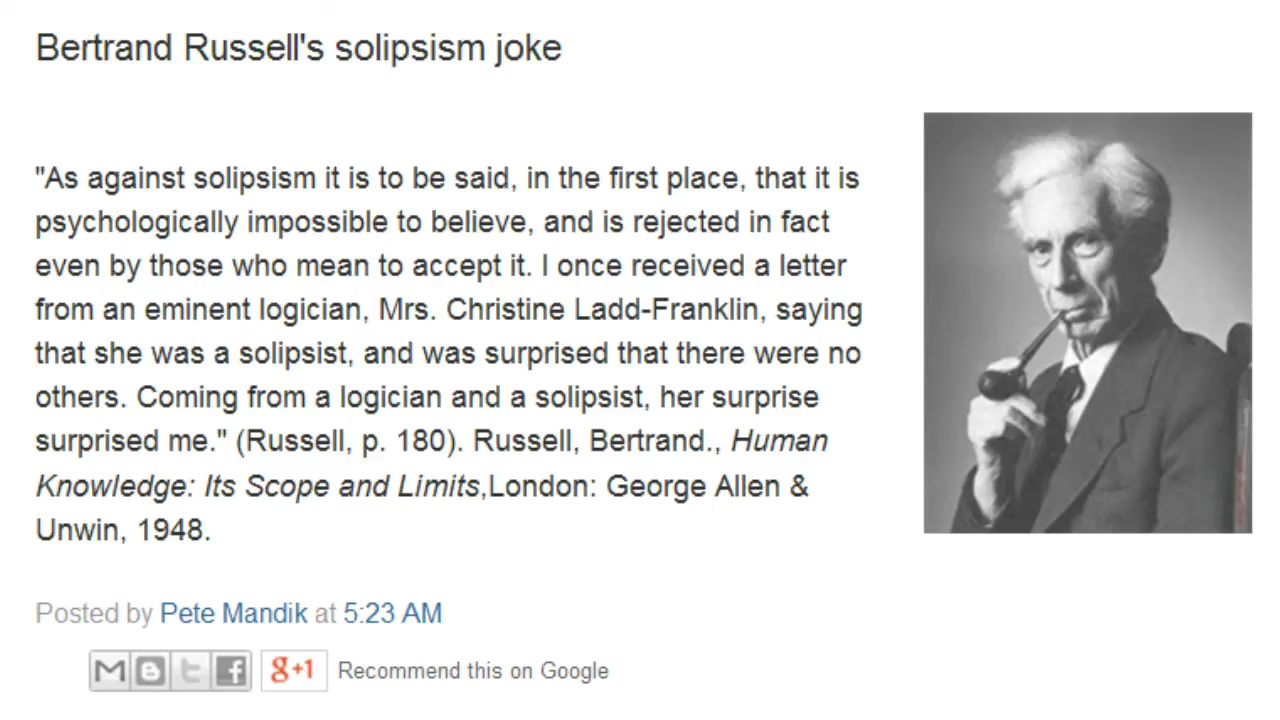 Bertrand Russell's solipsism joke
"As against solipsism it is to be said, in the first place, that it is
psychologically impossible to believe, and is rejected in fact
even by those who mean to accept it. I once received a letter
from an eminent logician, Mrs. Christine Ladd-Franklin, saying
that she was a solipsist, and was surprised that there were no
others. Coming from a logician and a solipsist, her surprise
surprised me." (Russell, p. 180). Russell, Bertrand., Human
Knowledge: Its Scope and Limits,London: George Allen &
Unwin, 1948.
Posted by Pete Mandik at 5:23 AM
g+1 Recommend this on Google